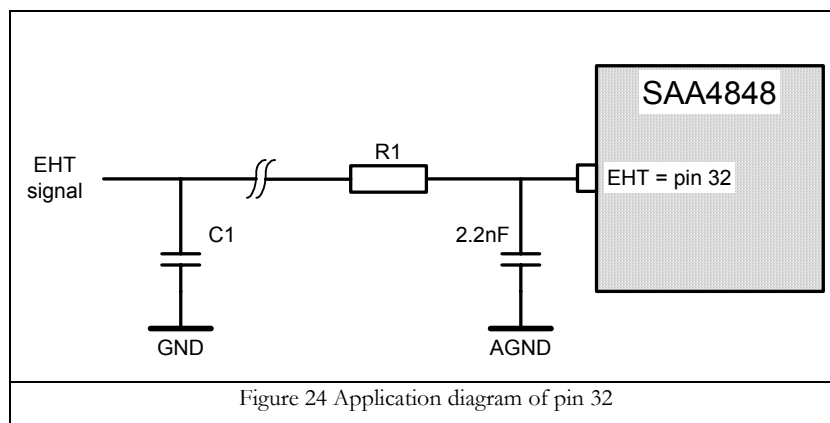 SAA4848
EHT
signal
R1
EHT = pin 32
C1
2.2nF
GND
AGND
Figure 24 Application diagram of pin 32